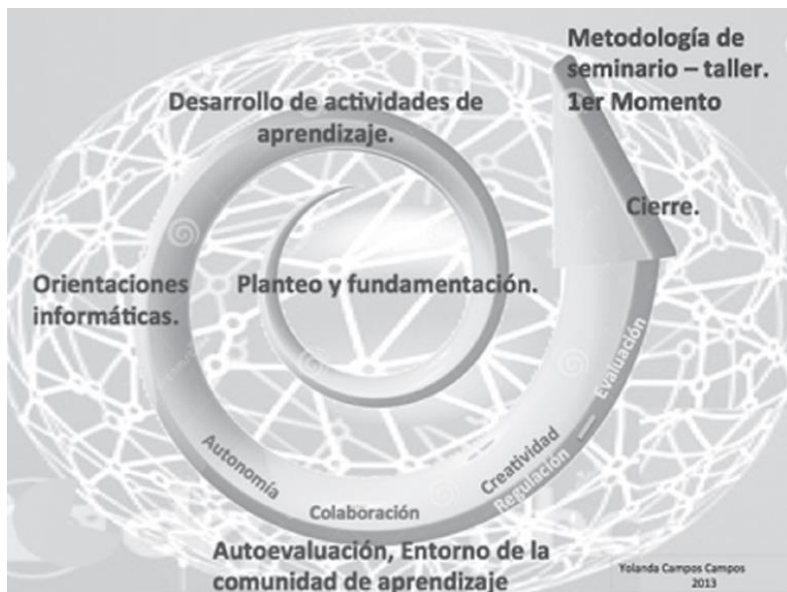 Metodología de
seminario – taller.
1er Momento
Desarrollo de actividades de
aprendizaje.
Cierre.
Orientaciones
informáticas.
Planteo y fundamentación.
Autonomía
Colaboración
Creatividad
Regulación — Evaluación
Autoevaluación, Entorno de la
comunidad de aprendizaje
Yolanda Campos Campos
2013